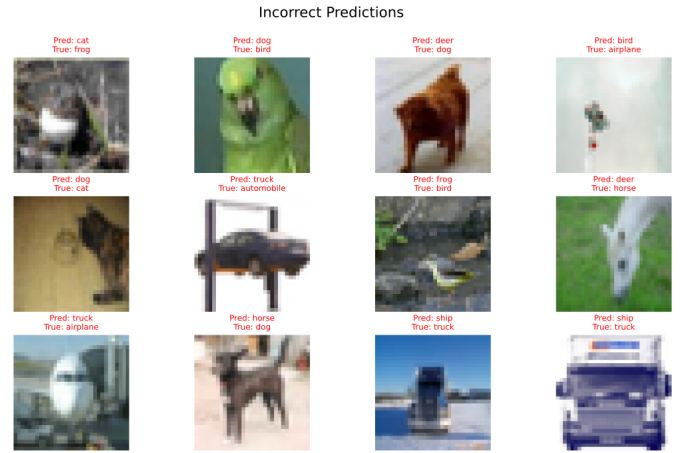 Incorrect Predictions
Pred: cat
True: frog
Pred: dog
True: bird
Pred: deer
True: dog
Pred: bird
True: airplane
Pred: dog
True: cat
Pred: truck
True: automobile
Pred: frog
True: bird
Pred: deer
True: horse
Pred: truck
True: airplane
Pred: horse
True: dog
Pred: ship
True: truck
Pred: ship
True: truck